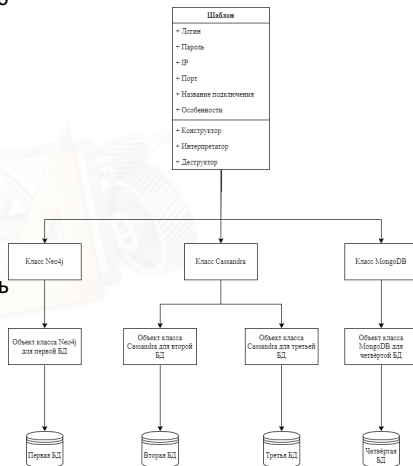 Шаблон
+ Логин
+ Пароль
+ IP
+ Порт
+ Название подключения
+ Особенности
+ Конструктор
+ Интерпретатор
+ Деструктор
Класс Neo4j
Класс Cassandra
Класс MongoDB
ь
Объект класса Neo4j
для первой БД
Объект класса
Cassandra для второй
БД
Объект класса
Cassandra для третьей
БД
Объект класса
MongoDB для
четвёртой БД
Первая БД
Вторая БД
Третья БД
Четвёртая
БД